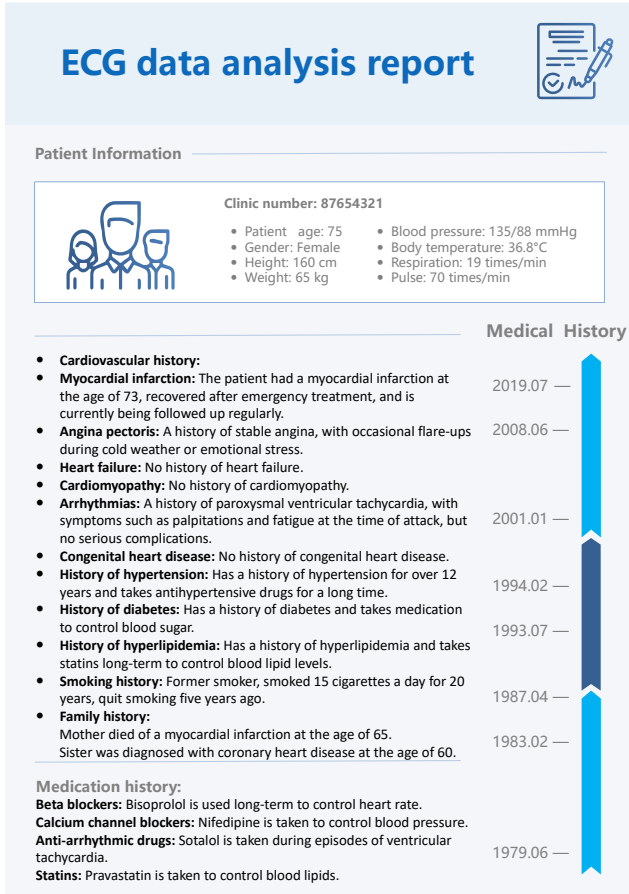 ECG data analysis report
Patient Information
Clinic number: 87654321
• Patient age: 75
• Gender: Female
• Height: 160 cm
• Weight: 65 kg
• Blood pressure: 135/88 mmHg
• Body temperature: 36.8°C
• Respiration: 19 times/min
• Pulse: 70 times/min
Medical History
• Cardiovascular history:
• Myocardial infarction: The patient had a myocardial infarction at
the age of 73, recovered after emergency treatment, and is
currently being followed up regularly.
• Angina pectoris: A history of stable angina, with occasional flare-ups
during cold weather or emotional stress.
• Heart failure: No history of heart failure.
• Cardiomyopathy: No history of cardiomyopathy.
• Arrhythmias: A history of paroxysmal ventricular tachycardia, with
symptoms such as palpitations and fatigue at the time of attack, but
no serious complications.
• Congenital heart disease: No history of congenital heart disease.
• History of hypertension: Has a history of hypertension for over 12
years and takes antihypertensive drugs for a long time.
• History of diabetes: Has a history of diabetes and takes medication
to control blood sugar.
• History of hyperlipidemia: Has a history of hyperlipidemia and takes
statins long-term to control blood lipid levels.
• Smoking history: Former smoker, smoked 15 cigarettes a day for 20
years, quit smoking five years ago.
• Family history:
Mother died of a myocardial infarction at the age of 65.
Sister was diagnosed with coronary heart disease at the age of 60.
2019.07
2008.06
2001.01
1994.02
1993.07
1987.04
1983.02
1979.06
Medication history:
Beta blockers: Bisoprolol is used long-term to control heart rate.
Calcium channel blockers: Nifedipine is taken to control blood pressure.
Anti-arrhythmic drugs: Sotalol is taken during episodes of ventricular
tachycardia.
Statins: Pravastatin is taken to control blood lipids.